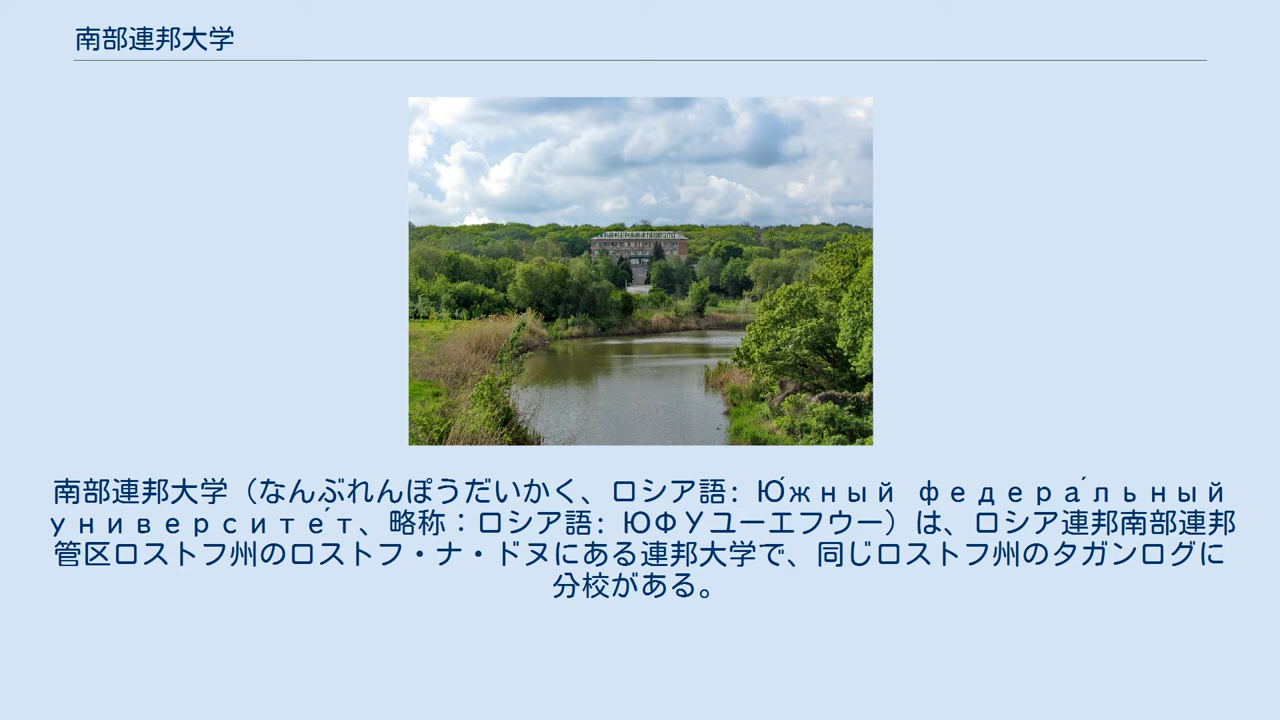 南部連邦大学
南部連邦大学（なんぶれんぽうだいかく、ロシア語: Ю́жный федера́льный
университе́т、略称：ロシア語: ЮФУユーエフウー）は、ロシア連邦南部連邦
管区ロストフ州のロストフ・ナ・ドヌにある連邦大学で、同じロストフ州のタガンログに
分校がある。